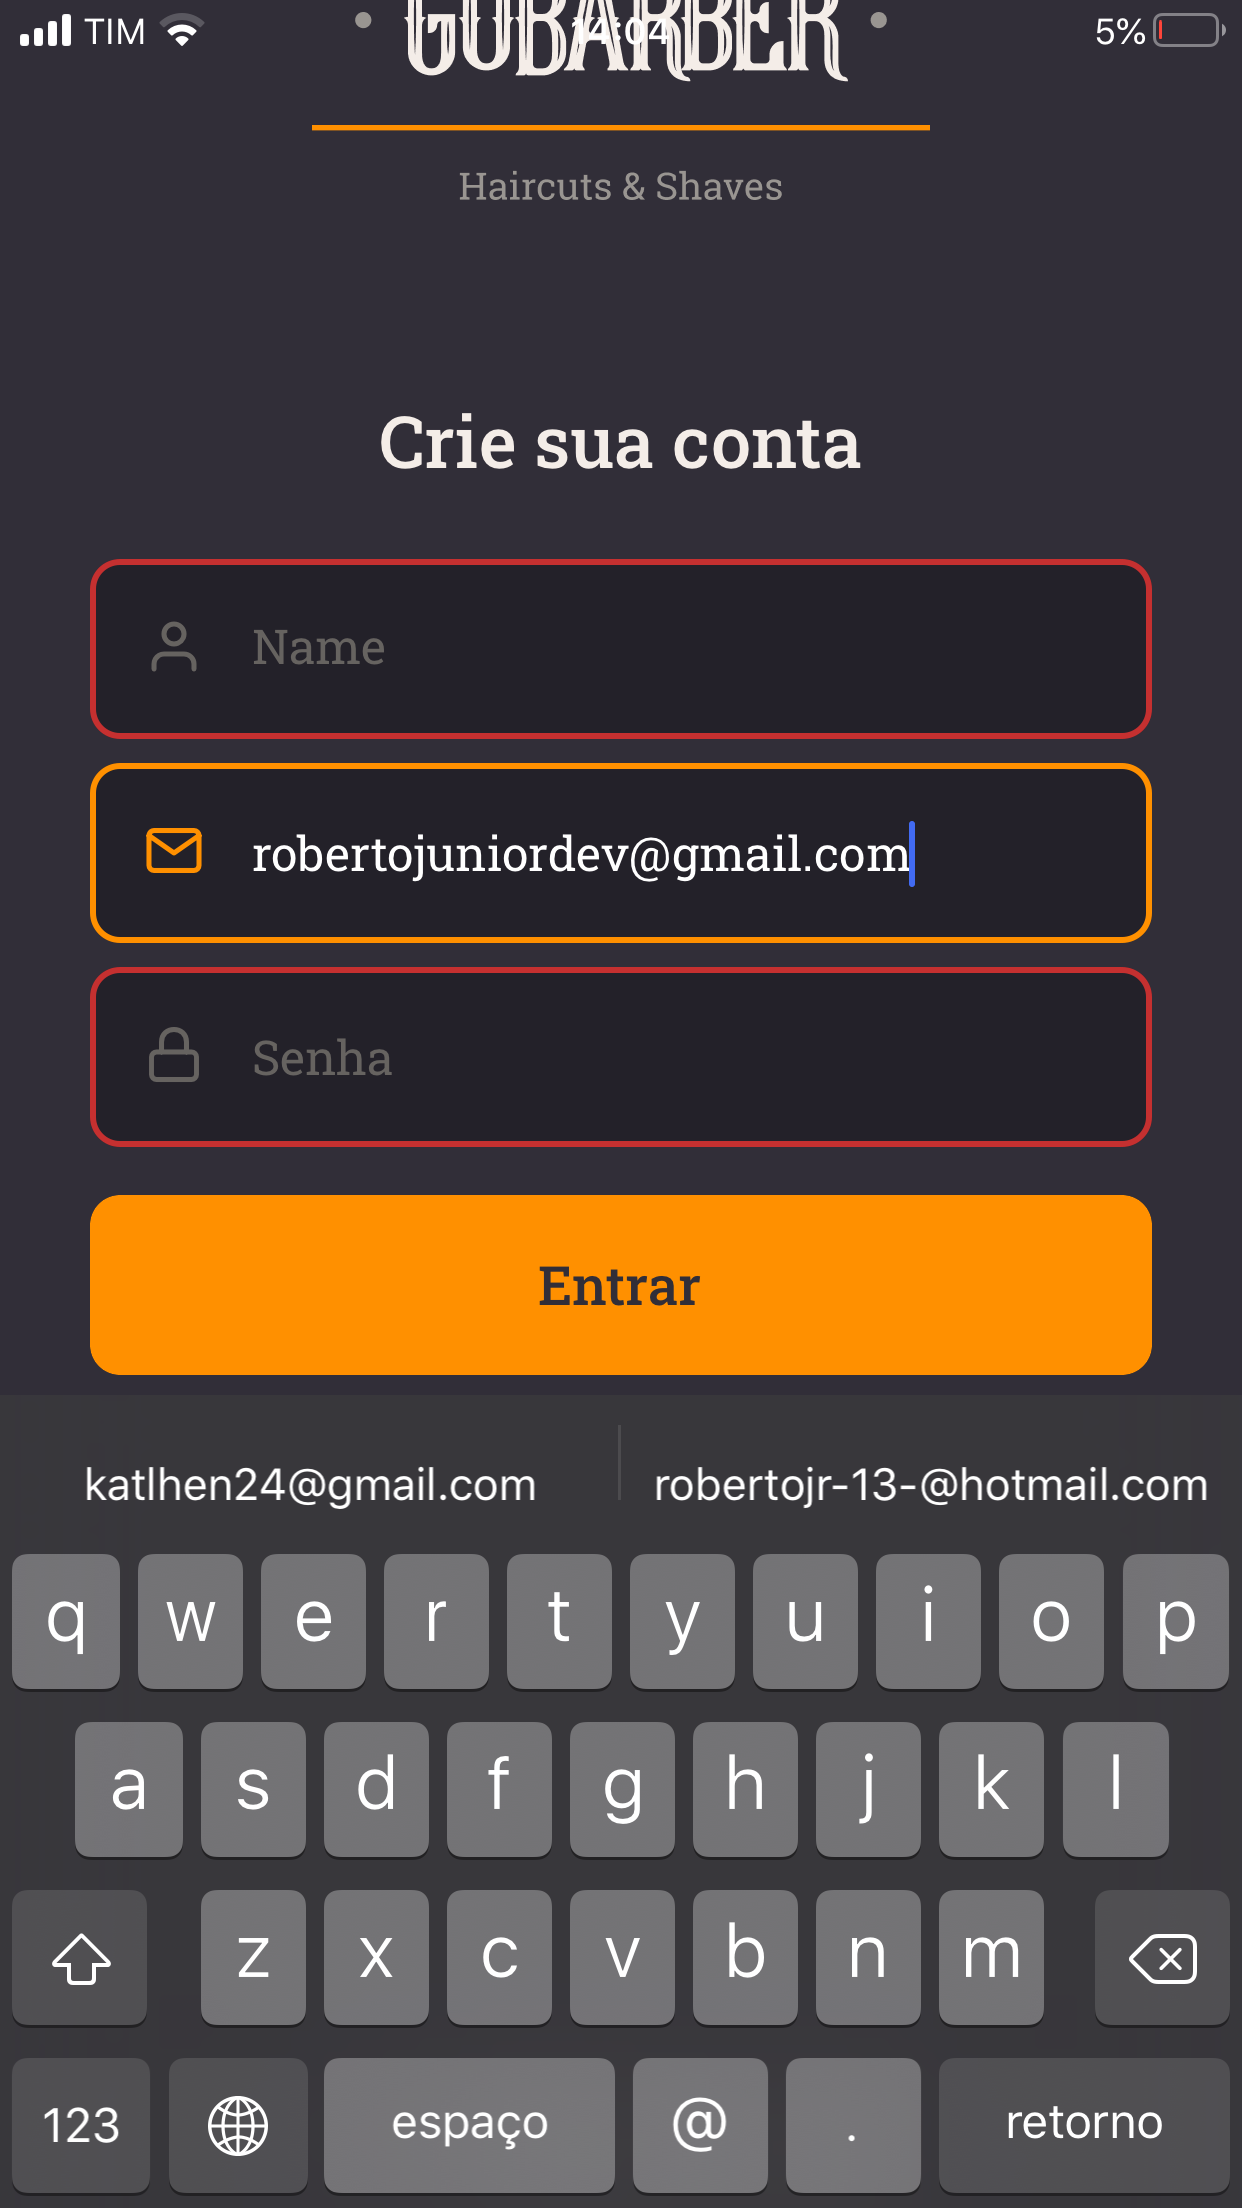 TIM 14:04 5%
GOBARBER
Haircuts & Shaves
Crie sua conta
Name
robertojuniordev@gmail.com
Senha
Entrar
katlhen24@gmail.com robertojr-13-@hotmail.com
q w e r t y u i o p
a s d f g h j k l
z x c v b n m
123 espaço @ . retorno